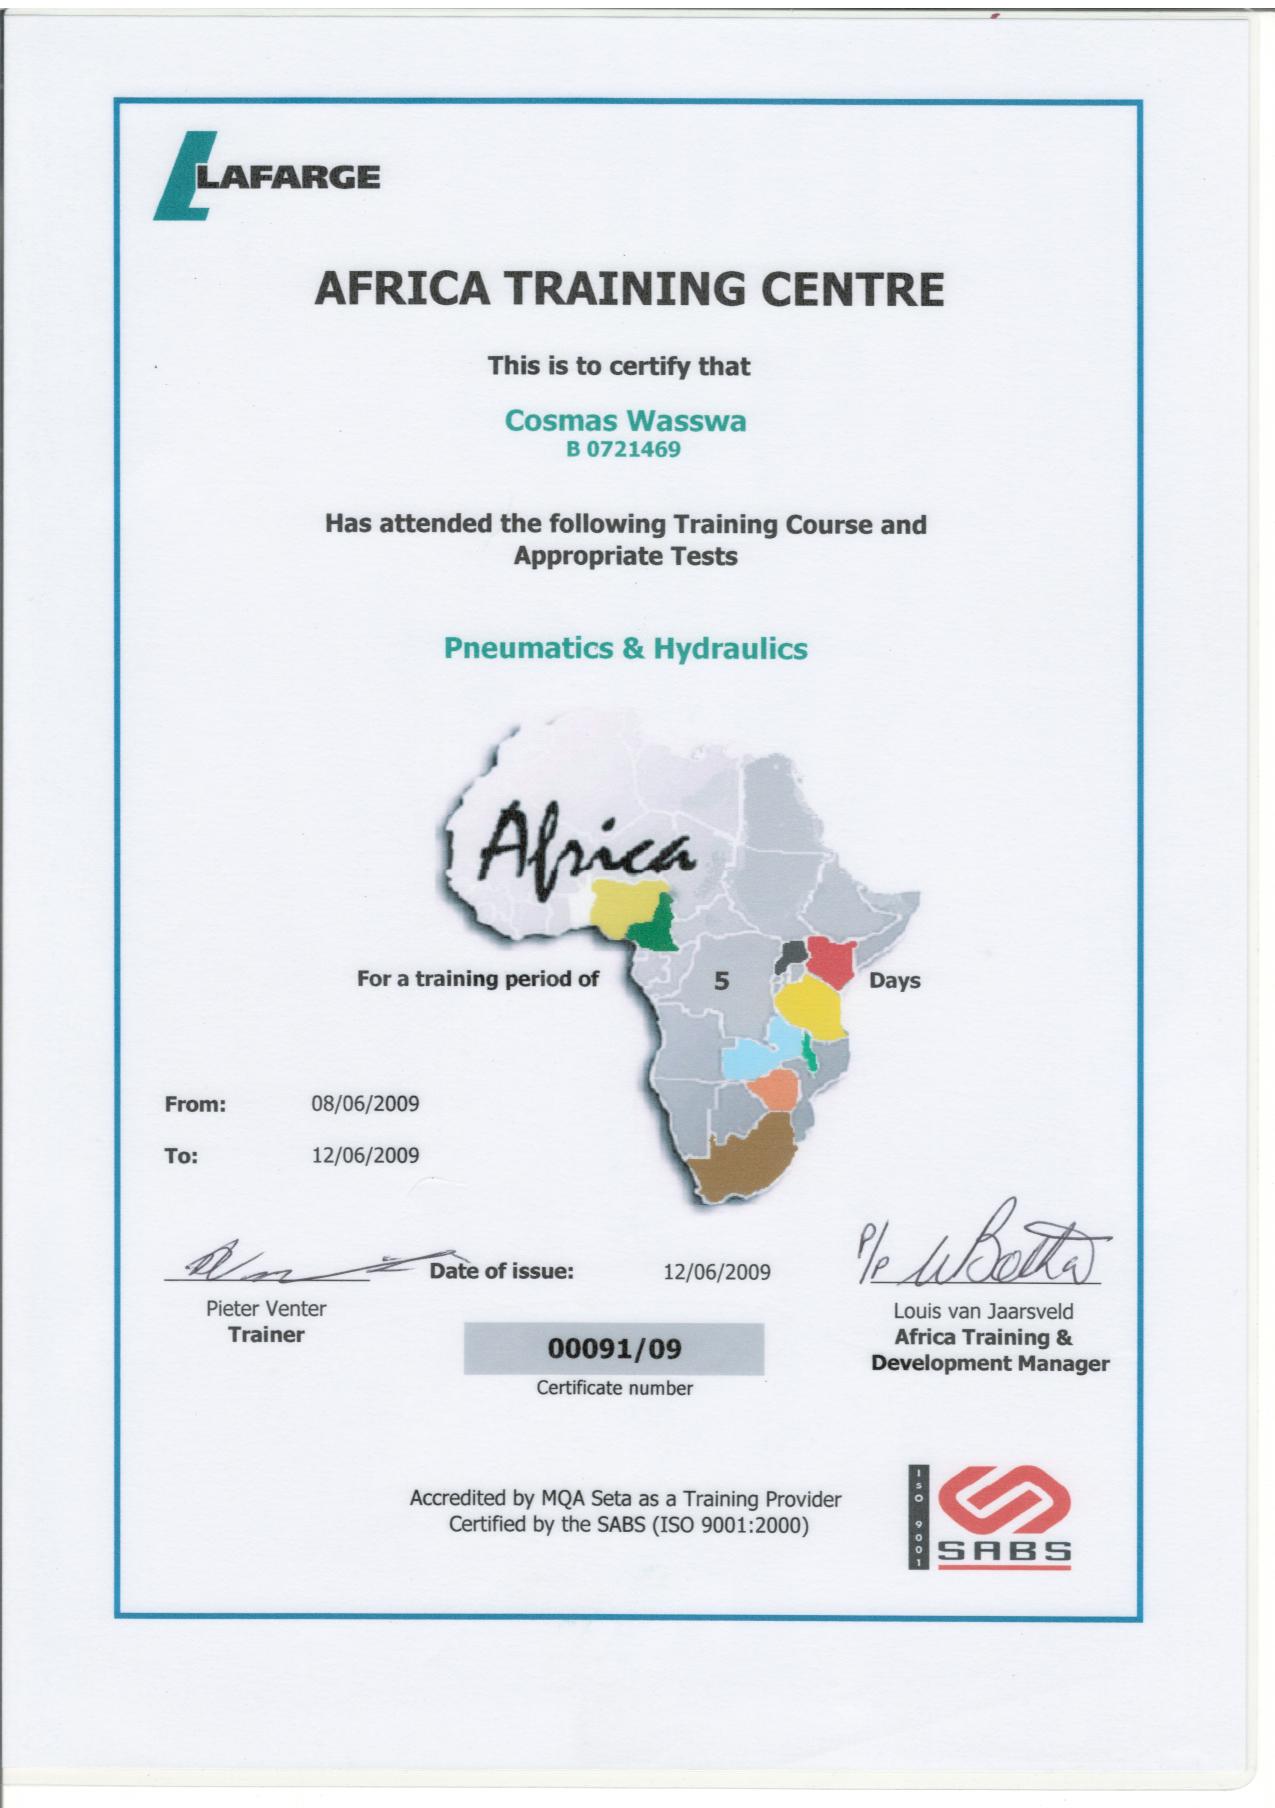 LAFARGE
AFRICA TRAINING CENTRE
This is to certify that
Cosmas Wasswa
B 0721469
Has attended the following Training Course and
Appropriate Tests
Pneumatics & Hydraulics
Africa
For a training period of 5 Days
From: 08/06/2009
To: 12/06/2009
P/P WBotha
Date of issue: 12/06/2009
Pieter Venter
Trainer
Louis van Jaarsveld
Africa Training &
Development Manager
00091/09
Certificate number
Accredited by MQA Seta as a Training Provider
Certified by the SABS (ISO 9001:2000)
ISO 9001
SABS